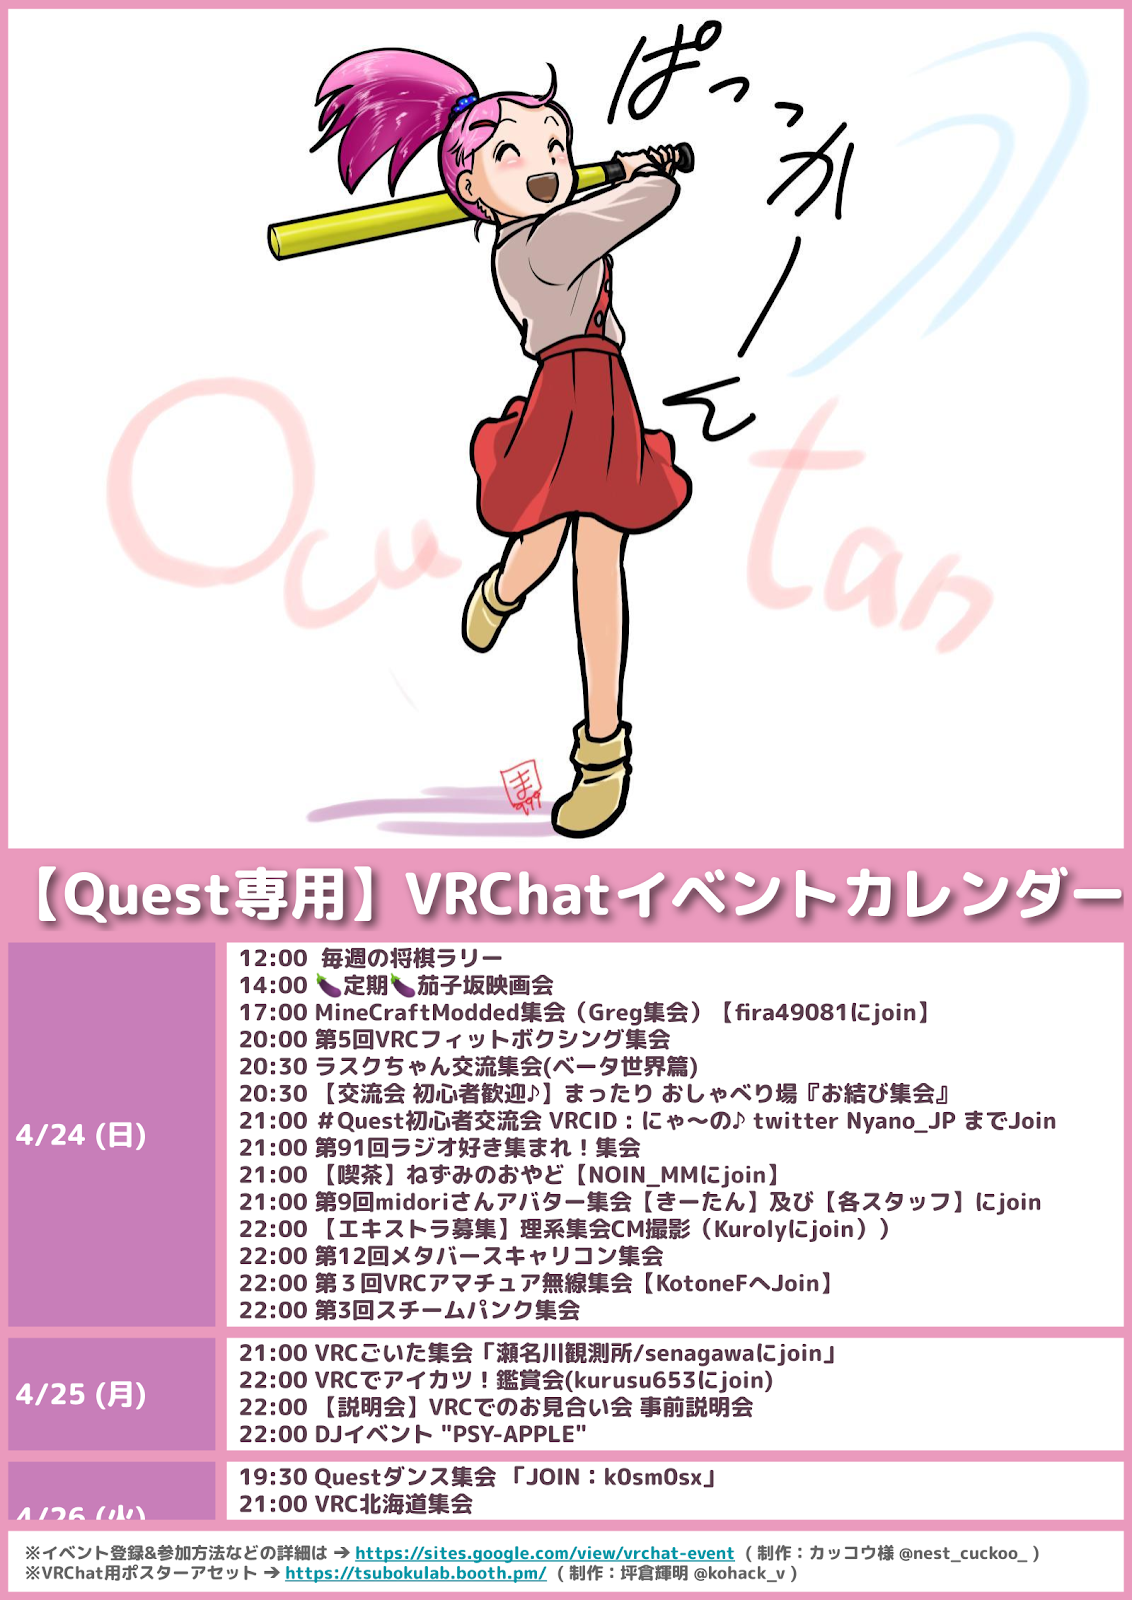 ぱっっかーん
Ocu tan
ま
999
【Quest専用】VRChatイベントカレンダー
4/24 (日)
12:00 毎週の将棋ラリー
14:00 🍆定期🍆茄子坂映画会
17:00 MineCraftModded集会（Greg集会）【fira49081にjoin】
20:00 第5回VRCフィットボクシング集会
20:30 ラスクちゃん交流集会(ベータ世界篇)
20:30 【交流会 初心者歓迎♪】まったり おしゃべり場『お結び集会』
21:00 ＃Quest初心者交流会 VRCID：にゃ～の♪ twitter Nyano_JP までJoin
21:00 第91回ラジオ好き集まれ！集会
21:00 【喫茶】ねずみのおやど【NOIN_MMにjoin】
21:00 第9回midoriさんアバター集会【きーたん】及び【各スタッフ】にjoin
22:00 【エキストラ募集】理系集会CM撮影（Kurolyにjoin））
22:00 第12回メタバースキャリコン集会
22:00 第３回VRCアマチュア無線集会【KotoneFへJoin】
22:00 第3回スチームパンク集会
4/25 (月)
21:00 VRCごいた集会「瀬名川観測所/senagawaにjoin」
22:00 VRCでアイカツ！鑑賞会(kurusu653にjoin)
22:00 【説明会】VRCでのお見合い会 事前説明会
22:00 DJイベント "PSY-APPLE"
4/26 (火)
19:30 Questダンス集会 「JOIN：k0sm0sx」
21:00 VRC北海道集会
※イベント登録&参加方法などの詳細は → https://sites.google.com/view/vrchat-event ( 制作：カッコウ様 @nest_cuckoo_ )
※VRChat用ポスターアセット → https://tsubokulab.booth.pm/ ( 制作：坪倉輝明 @kohack_v )